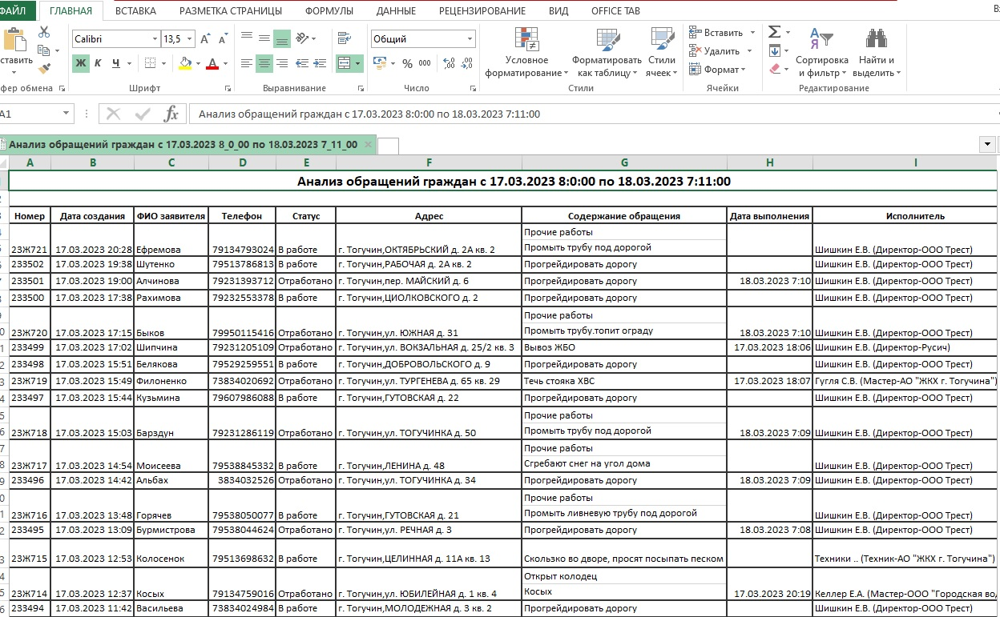 ФАЙЛ ГЛАВНАЯ ВСТАВКА РАЗМЕТКА СТРАНИЦЫ ФОРМУЛЫ ДАННЫЕ РЕЦЕНЗИРОВАНИЕ ВИД OFFICE TAB
Calibri 13,5 Общий
Ж К Ч
Условное форматирование
Форматировать как таблицу
Стили ячеек
Вставить
Удалить
Формат
Сортировка и фильтр
Найти и выделить
Шрифт Выравнивание Число Стили Ячейки Редактирование
A1 fx Анализ обращений граждан с 17.03.2023 8:0:00 по 18.03.2023 7:11:00
Анализ обращений граждан с 17.03.2023 8_0_00 по 18.03.2023 7_11_00
A B C D E F G H I
Анализ обращений граждан с 17.03.2023 8:0:00 по 18.03.2023 7:11:00
Номер Дата создания ФИО заявителя Телефон Статус Адрес Содержание обращения Дата выполнения Исполнитель
Прочие работы
23Ж721 17.03.2023 20:28 Ефремова 79134793024 В работе г. Тогучин,ОКТЯБРЬСКИЙ д. 2А кв. 2 Промыть трубу под дорогой Шишкин Е.В. (Директор-ООО Трест)
233502 17.03.2023 19:38 Шутенко 79513786813 В работе г. Тогучин,РАБОЧАЯ д. 2А кв. 2 Прогрейдировать дорогу Шишкин Е.В. (Директор-ООО Трест)
233501 17.03.2023 19:00 Алчинова 79231393712 Отработано г. Тогучин,пер. МАЙСКИЙ д. 6 Прогрейдировать дорогу 18.03.2023 7:10 Шишкин Е.В. (Директор-ООО Трест)
233500 17.03.2023 17:38 Рахимова 79232553378 В работе г. Тогучин,ЦИОЛКОВСКОГО д. 2 Прогрейдировать дорогу Шишкин Е.В. (Директор-ООО Трест)
Прочие работы
23Ж720 17.03.2023 17:15 Быков 79950115416 Отработано г. Тогучин,ул. ЮЖНАЯ д. 31 Промыть трубу.топит ограду 18.03.2023 7:10 Шишкин Е.В. (Директор-ООО Трест)
233499 17.03.2023 17:02 Шипчина 79231205109 Отработано г. Тогучин,ул. ВОКЗАЛЬНАЯ д. 25/2 кв. 3 Вывоз ЖБО 17.03.2023 18:06 Шишкин Е.В. (Директор-Русич)
233498 17.03.2023 15:51 Белякова 79529259551 В работе г. Тогучин,ДОБРОВОЛЬСКОГО д. 9 Прогрейдировать дорогу Шишкин Е.В. (Директор-ООО Трест)
23Ж719 17.03.2023 15:49 Филоненко 73834020692 Отработано г. Тогучин,ул. ТУРГЕНЕВА д. 65 кв. 29 Течь стояка ХВС 17.03.2023 18:07 Гугля С.В. (Мастер-АО "ЖКХ г. Тогучина")
233497 17.03.2023 15:44 Кузьмина 79607986088 В работе г. Тогучин,ГУТОВСКАЯ д. 22 Прогрейдировать дорогу Шишкин Е.В. (Директор-ООО Трест)
Прочие работы
23Ж718 17.03.2023 15:03 Барздун 79231286119 Отработано г. Тогучин,ул. ТОГУЧИНКА д. 50 Промыть трубу под дорогой 18.03.2023 7:09 Шишкин Е.В. (Директор-ООО Трест)
Прочие работы
23Ж717 17.03.2023 14:54 Моисеева 79538845332 В работе г. Тогучин,ЛЕНИНА д. 48 Сгребают снег на угол дома Шишкин Е.В. (Директор-ООО Трест)
233496 17.03.2023 14:42 Альбах 3834032526 Отработано г. Тогучин,ул. ТОГУЧИНКА д. 34 Прогрейдировать дорогу 18.03.2023 7:09 Шишкин Е.В. (Директор-ООО Трест)
Прочие работы
23Ж716 17.03.2023 13:48 Горячев 79538050077 В работе г. Тогучин,ГУТОВСКАЯ д. 21 Промыть ливневую трубу под дорогой Шишкин Е.В. (Директор-ООО Трест)
233495 17.03.2023 13:09 Бурмистрова 79538044624 Отработано г. Тогучин,ул. РЕЧНАЯ д. 3 Прогрейдировать дорогу 18.03.2023 7:08 Шишкин Е.В. (Директор-ООО Трест)
23Ж715 17.03.2023 12:53 Колосенок 79513698632 В работе г. Тогучин,ЦЕЛИННАЯ д. 11А кв. 13 Скользко во дворе, просят посыпать песком Техники .. (Техник-АО "ЖКХ г. Тогучина")
Открыт колодец
23Ж714 17.03.2023 12:37 Косых 79134759016 Отработано г. Тогучин,ул. ЮБИЛЕЙНАЯ д. 1 кв. 4 Косых 17.03.2023 20:19 Келлер Е.А. (Мастер-ООО "Городская
233494 17.03.2023 11:42 Васильева 73834024984 В работе г. Тогучин,МОЛОДЕЖНАЯ д. 3 кв. 2 Прогрейдировать дорогу Шишкин Е.В. (Директор-ООО Трест)